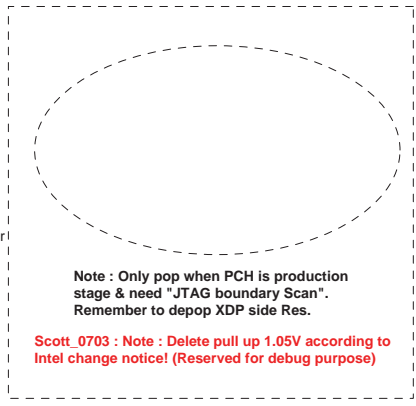 r
Note : Only pop when PCH is production
stage & need "JTAG boundary Scan".
Remember to depop XDP side Res.
Scott_0703 : Note : Delete pull up 1.05V according to
Intel change notice! (Reserved for debug purpose)